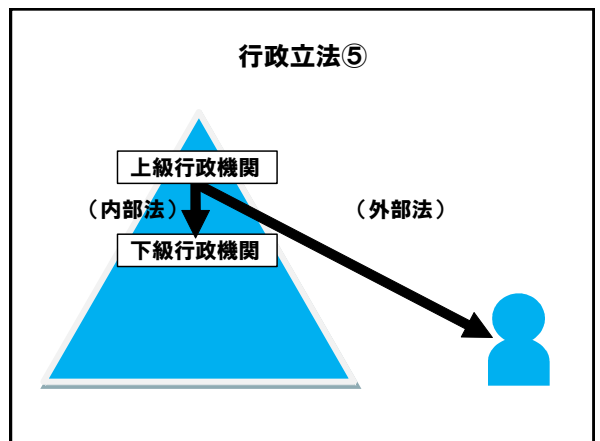 行政立法⑤
上級行政機関
（内部法）
（外部法）
下級行政機関